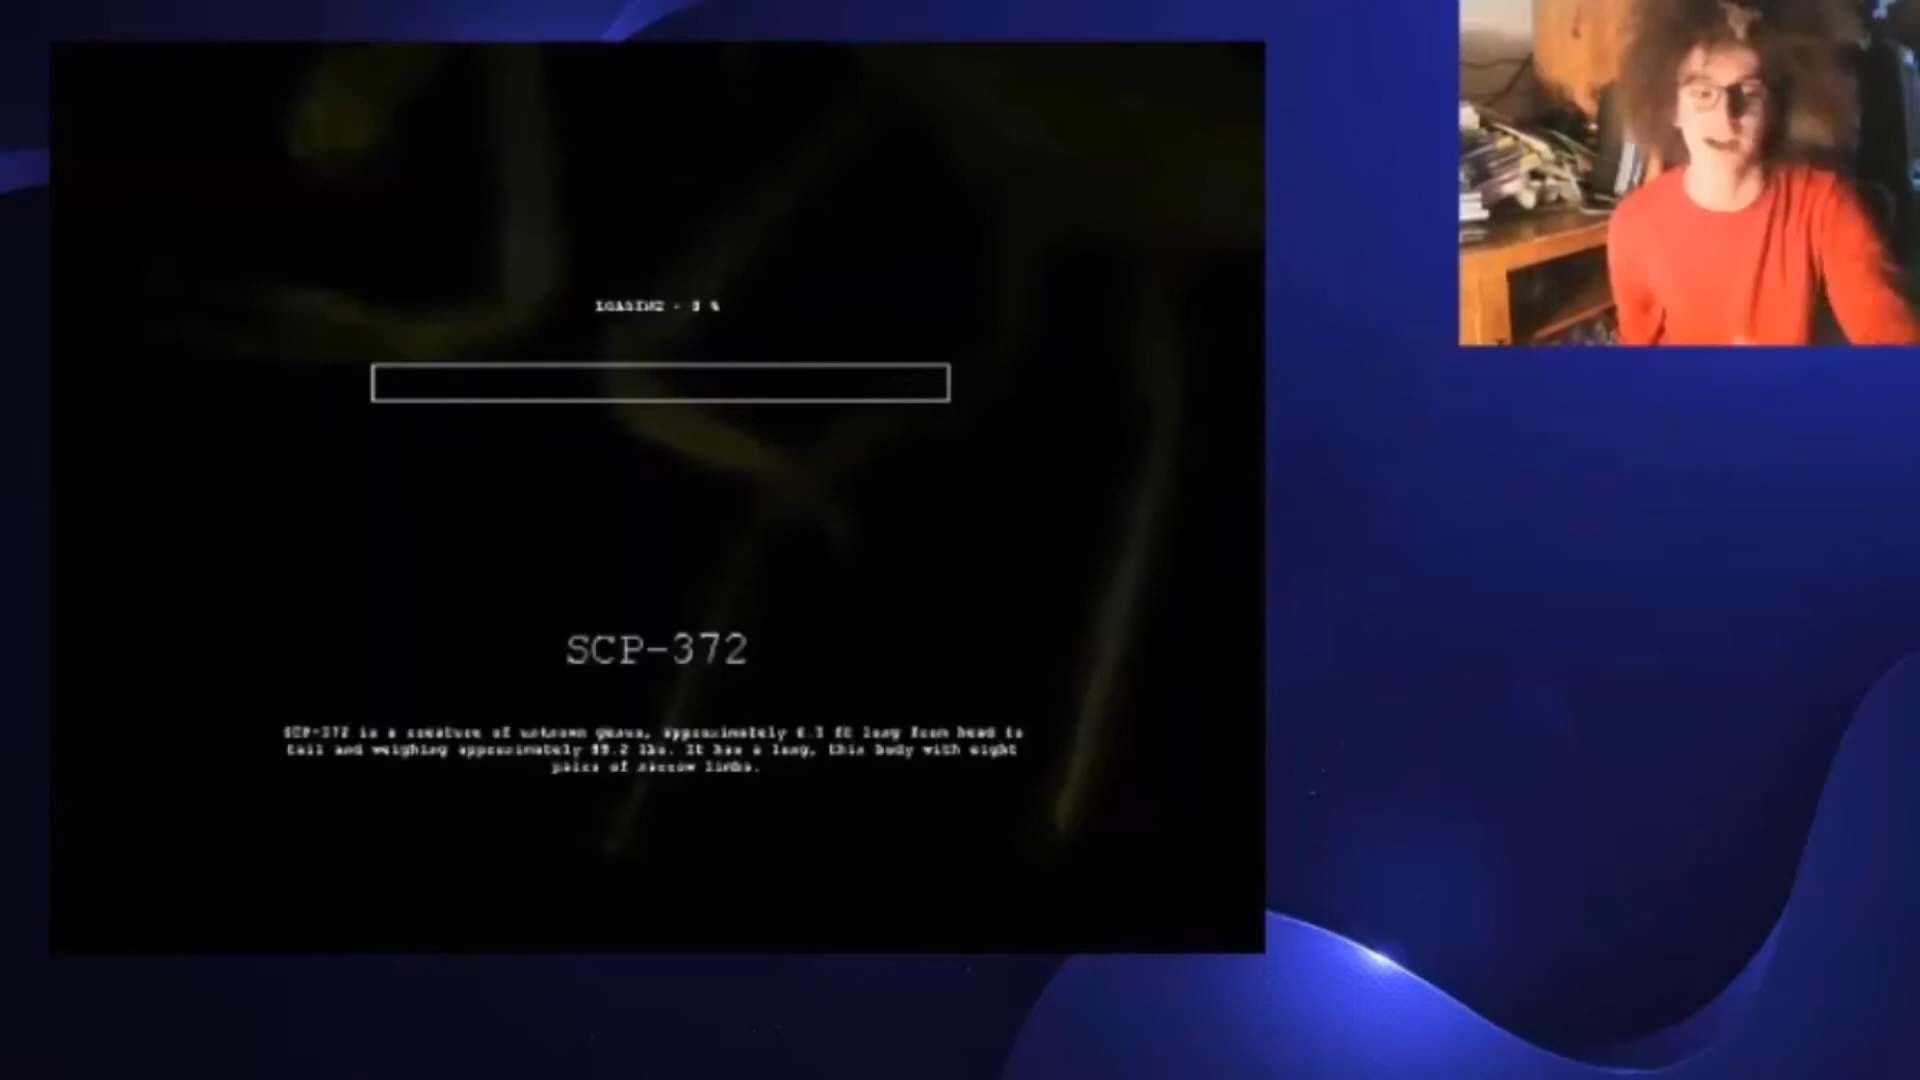 LOADING - 0 %
SCP-372
SCP-372 is a creature of unknown genus, approximately 6.3 ft long from head to
tail and weighing approximately 99.2 lbs. It has a long, thin body with eight
pairs of narrow limbs.